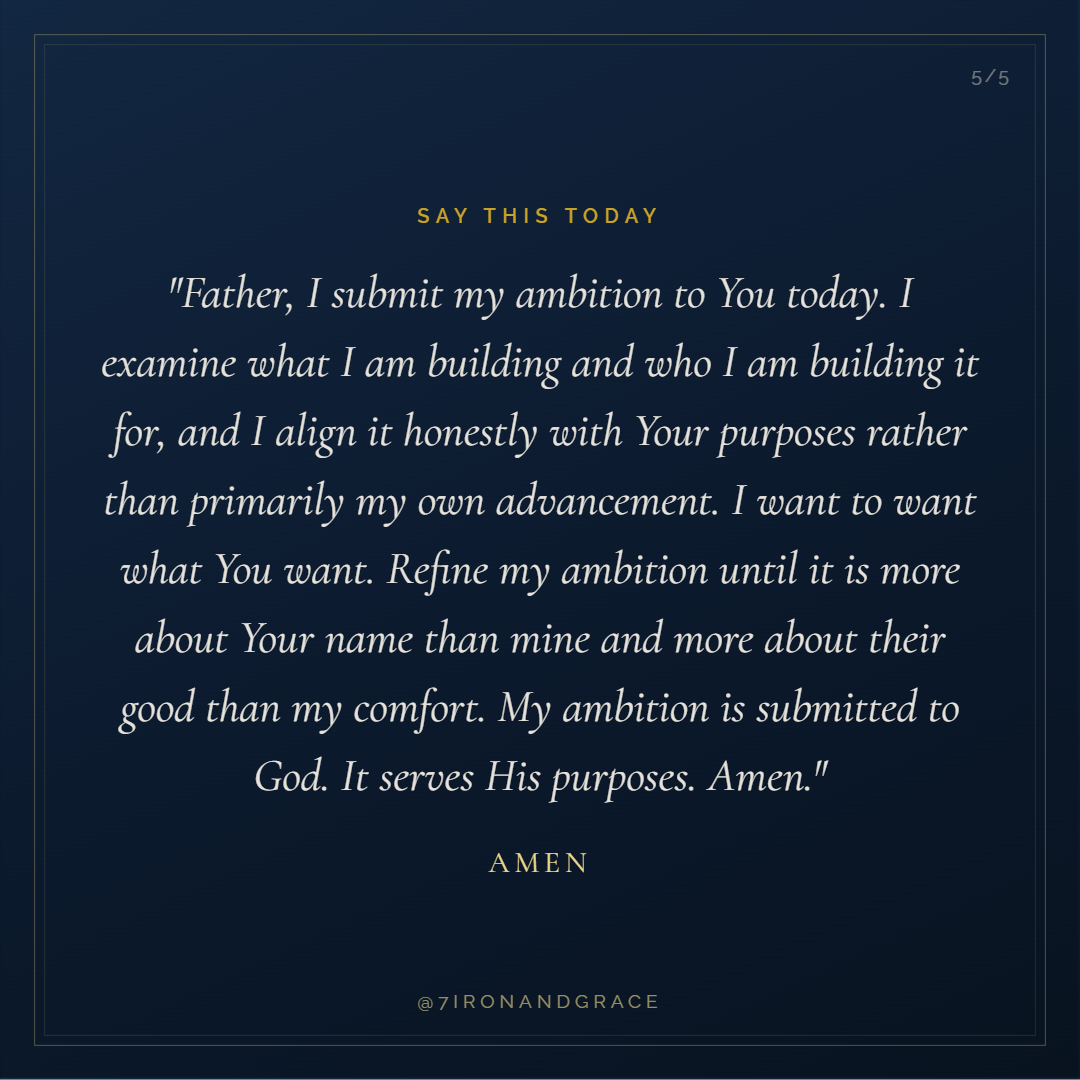 5/5
SAY THIS TODAY
"Father, I submit my ambition to You today. I
examine what I am building and who I am building it
for, and I align it honestly with Your purposes rather
than primarily my own advancement. I want to want
what You want. Refine my ambition until it is more
about Your name than mine and more about their
good than my comfort. My ambition is submitted to
God. It serves His purposes. Amen."
AMEN
@7IRONANDGRACE